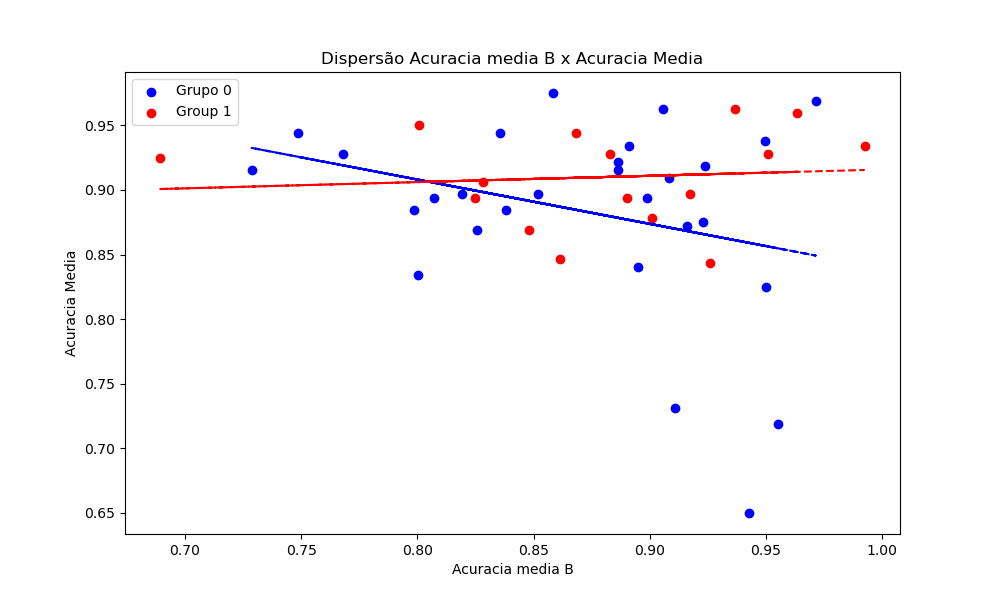 Dispersão Acuracia media B x Acuracia Media
Grupo 0
Group 1
Acuracia Media
0.95
0.90
0.85
0.80
0.75
0.70
0.65
0.70 0.75 0.80 0.85 0.90 0.95 1.00
Acuracia media B